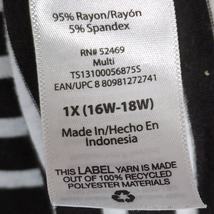 95% Rayon/Rayón
5% Spandex
RN# 52469
Multi
TS13100056875S
EAN/UPC 8 80981272741
1X (16W-18W)
Made In/Hecho En
Indonesia
THIS LABEL YARN IS MADE
OUT OF 100% RECYCLED
POLYESTER MATERIALS